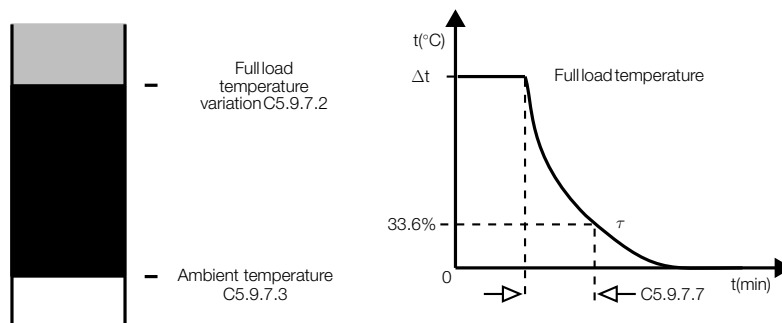 Full load
temperature
variation C5.9.7.2
Ambient temperature
C5.9.7.3
t(°C)
Δt
Full load temperature
33.6%
τ
0
t(min)
C5.9.7.7